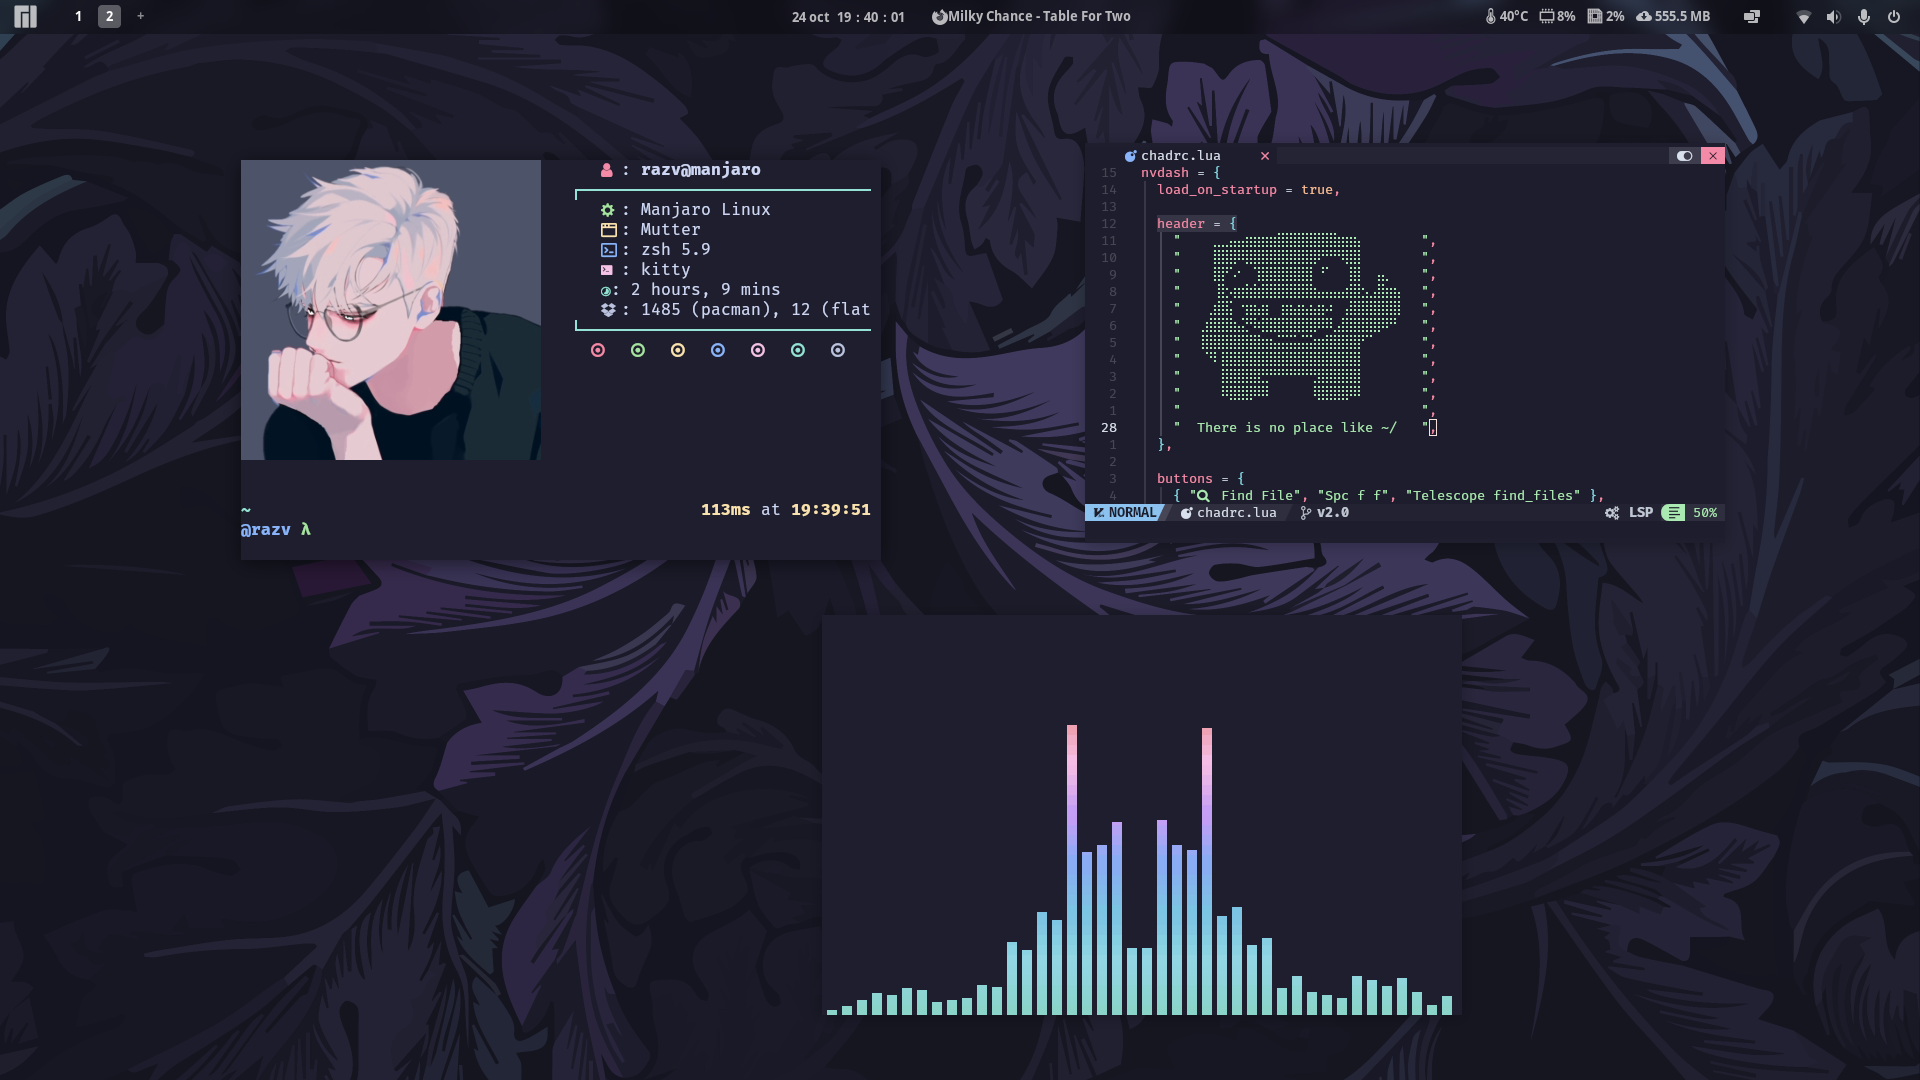 1 2 +
24 oct 19 : 40 : 01
Milky Chance - Table For Two
40°C 8% 2% 555.5 MB
: razv@manjaro
: Manjaro Linux
: Mutter
: zsh 5.9
: kitty
: 2 hours, 9 mins
: 1485 (pacman), 12 (flat
~ 113ms at 19:39:51
@razv λ
chadrc.lua
15 nvdash = {
14 load_on_startup = true,
13
12 header = {
11 " ",
10 " ",
9 " ",
8 " ",
7 " ",
6 " ",
5 " ",
4 " ",
3 " ",
2 " ",
1 " ",
28 " There is no place like ~/ ",
1 },
2
3 buttons = {
4 { " Find File", "Spc f f", "Telescope find_files" },
NORMAL chadrc.lua v2.0 LSP 50%